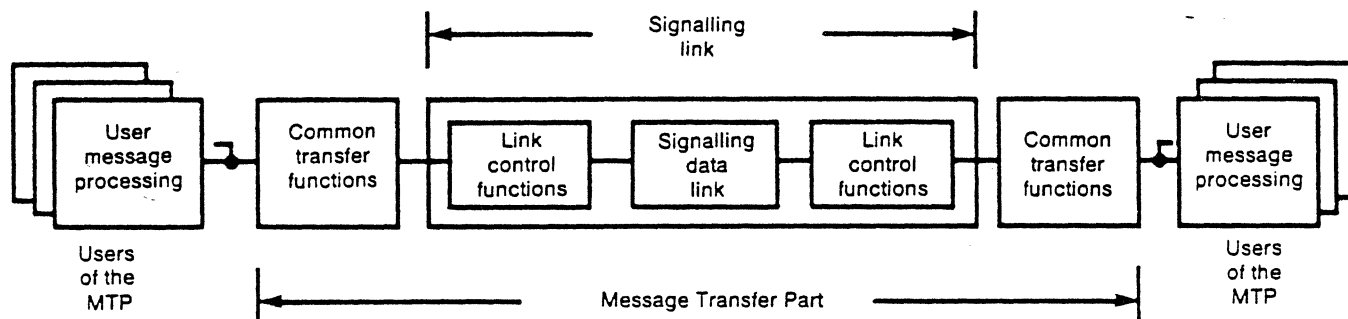 Signalling
link
User
message
processing
Common
transfer
functions
Link
control
functions
Signalling
data
link
Link
control
functions
Common
transfer
functions
User
message
processing
Users
of the
MTP
Message Transfer Part
Users
of the
MTP